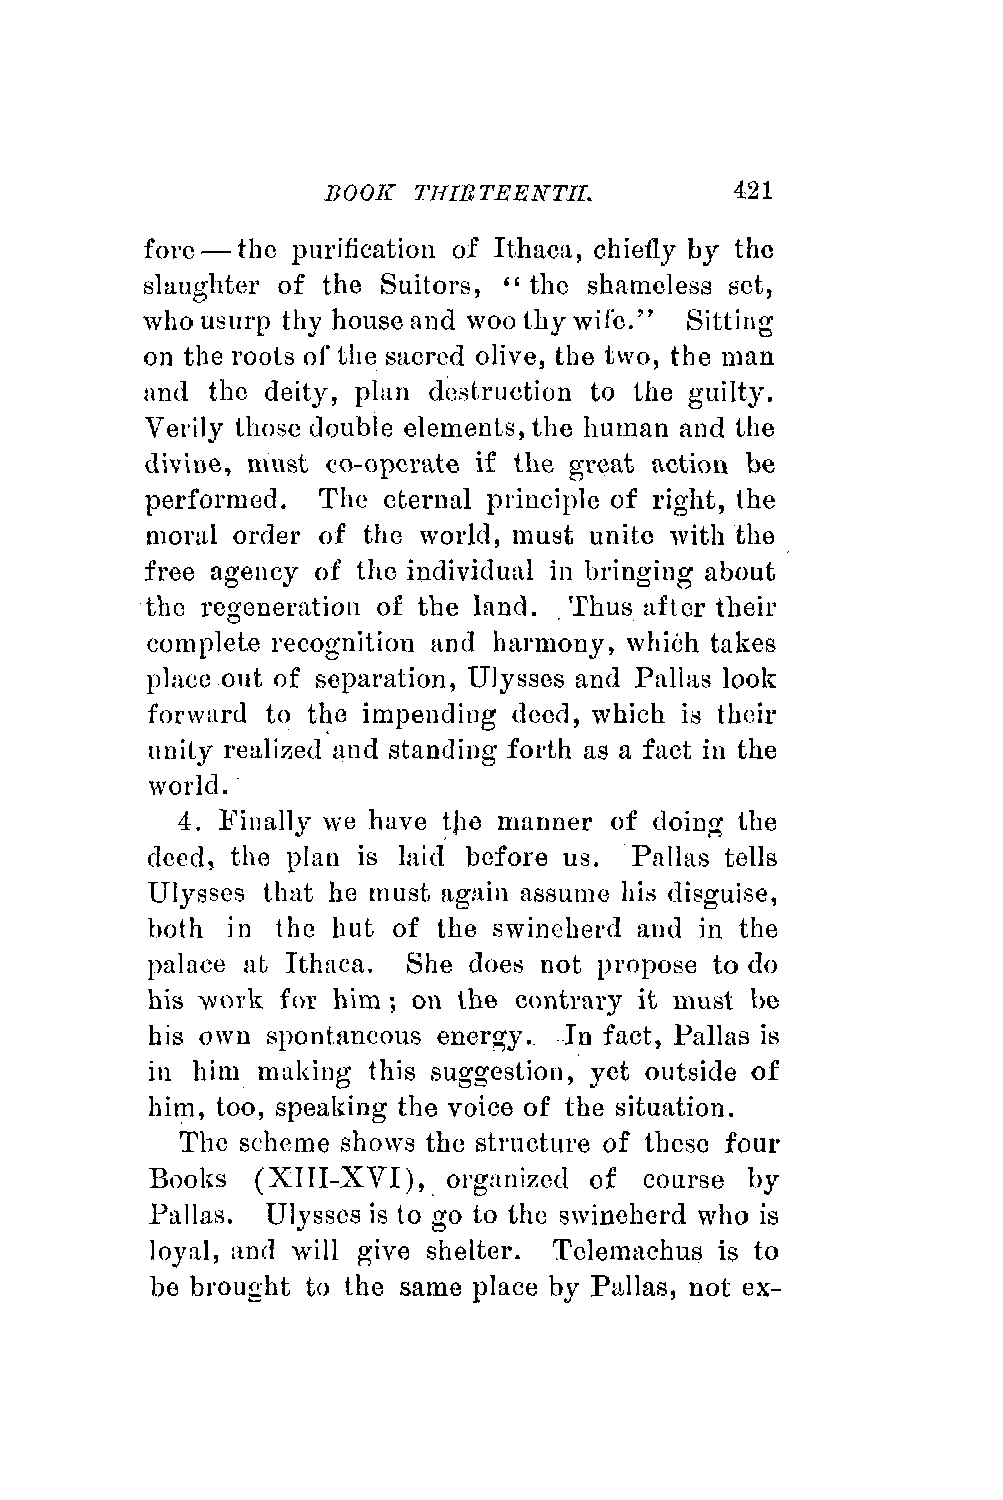 BOOK THIRTEENTH. 421
fore — the purification of Ithaca, chiefly by the
slaughter of the Suitors, "the shameless set,
who usurp thy house and woo thy wife." Sitting
on the roots of the sacred olive, the two, the man
and the deity, plan destruction to the guilty.
Verily those double elements, the human and the
divine, must co-operate if the great action be
performed. The eternal principle of right, the
moral order of the world, must unite with the
free agency of the individual in bringing about
the regeneration of the land. Thus after their
complete recognition and harmony, which takes
place out of separation, Ulysses and Pallas look
forward to the impending deed, which is their
unity realized and standing forth as a fact in the
world.
4. Finally we have the manner of doing the
deed, the plan is laid before us. Pallas tells
Ulysses that he must again assume his disguise,
both in the hut of the swineherd and in the
palace at Ithaca. She does not propose to do
his work for him; on the contrary it must be
his own spontaneous energy. In fact, Pallas is
in him making this suggestion, yet outside of
him, too, speaking the voice of the situation.
The scheme shows the structure of these four
Books (XIII-XVI), organized of course by
Pallas. Ulysses is to go to the swineherd who is
loyal, and will give shelter. Telemachus is to
be brought to the same place by Pallas, not ex-